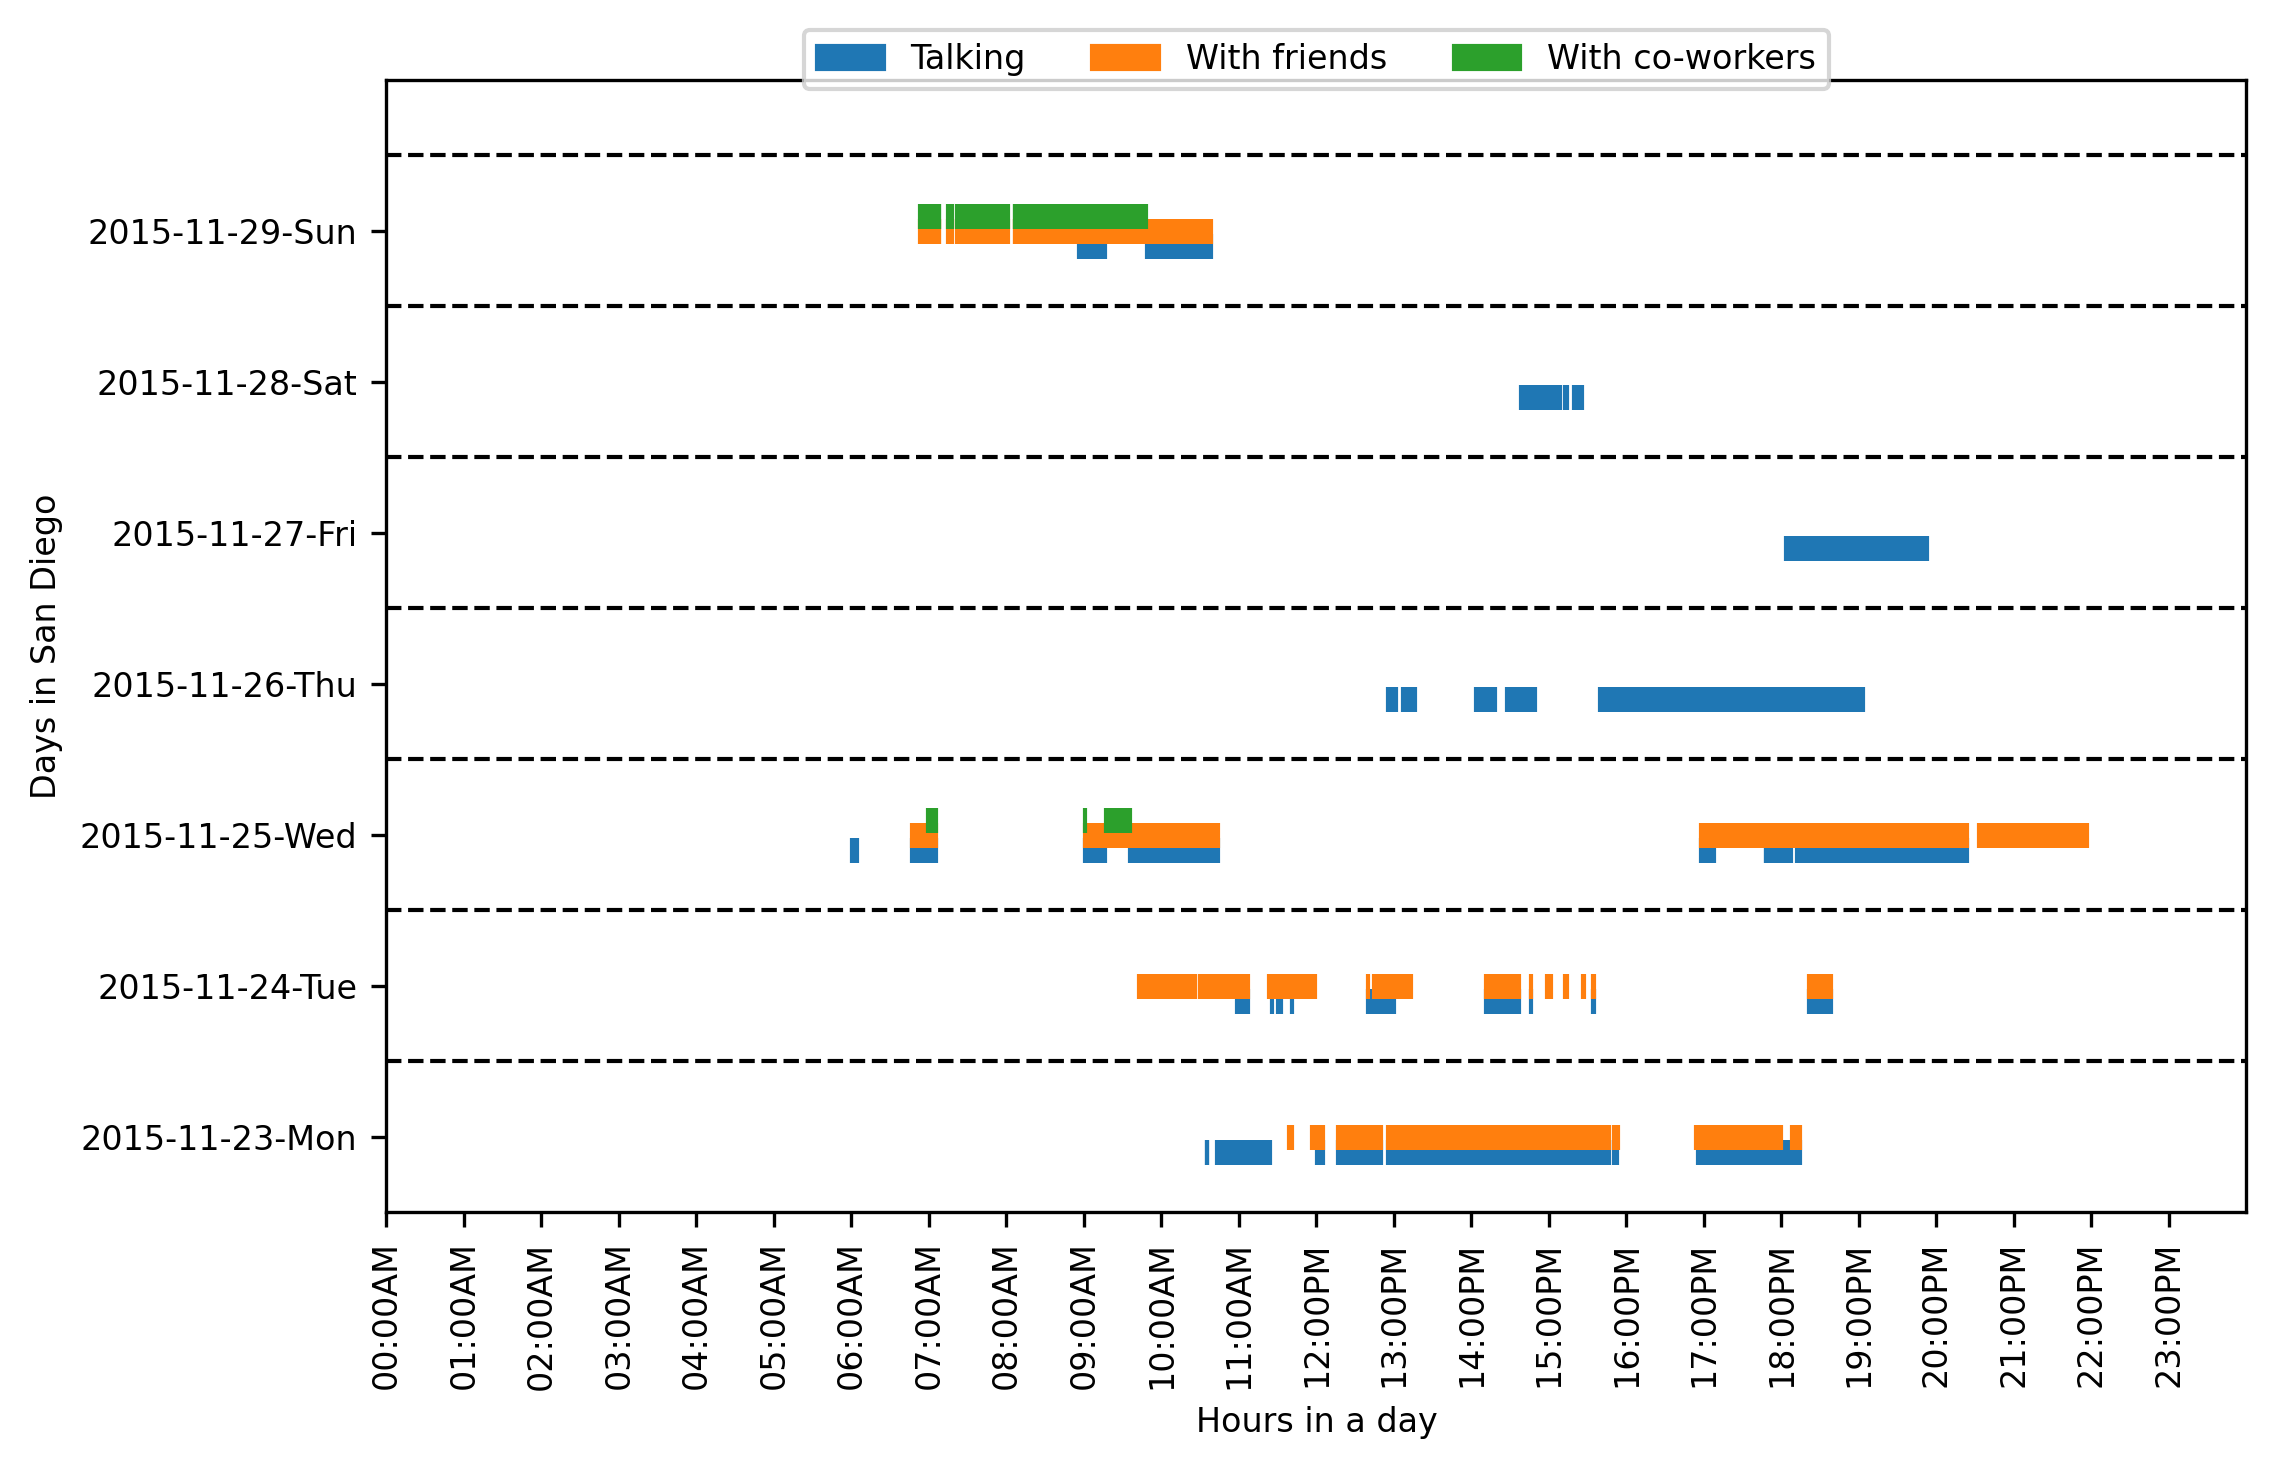 Talking With friends With co-workers
2015-11-29-Sun
2015-11-28-Sat
2015-11-27-Fri
2015-11-26-Thu
2015-11-25-Wed
2015-11-24-Tue
2015-11-23-Mon
Days in San Diego
00:00AM
01:00AM
02:00AM
03:00AM
04:00AM
05:00AM
06:00AM
07:00AM
08:00AM
09:00AM
10:00AM
11:00AM
12:00PM
13:00PM
14:00PM
15:00PM
16:00PM
17:00PM
18:00PM
19:00PM
20:00PM
21:00PM
22:00PM
23:00PM
Hours in a day